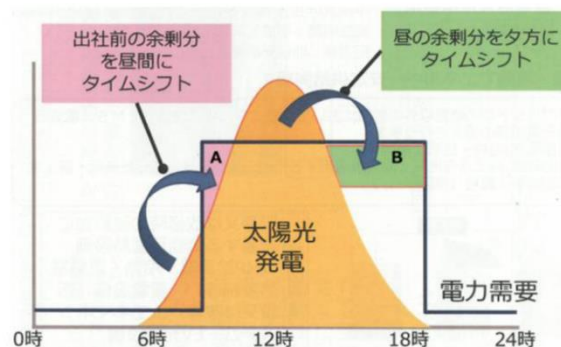 出社前の余剰分
を昼間に
タイムシフト
昼の余剰分を夕方に
タイムシフト
A
B
太陽光
発電
電力需要
0時
6時
12時
18時
24時